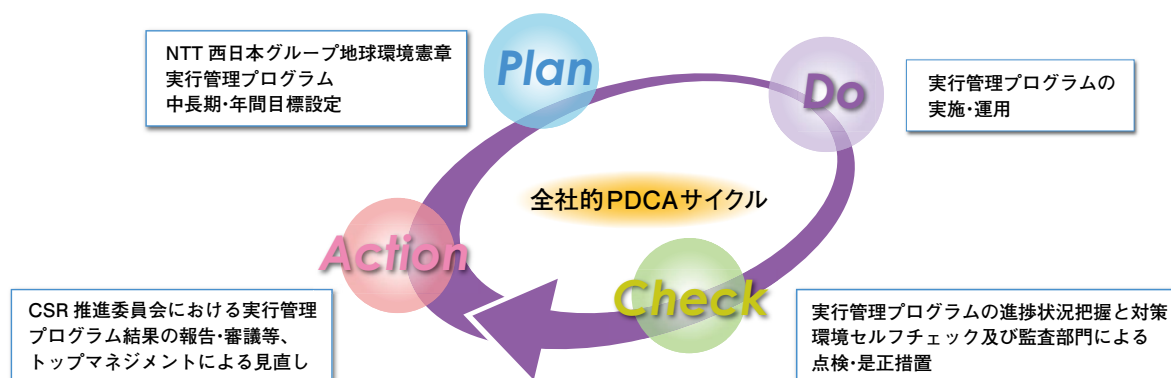 NTT 西日本グループ地球環境憲章
実行管理プログラム
中長期・年間目標設定
Plan
Do
実行管理プログラムの
実施・運用
全社的PDCAサイクル
Action
Check
CSR 推進委員会における実行管理
プログラム結果の報告・審議等、
トップマネジメントによる見直し
実行管理プログラムの進捗状況把握と対策
環境セルフチェック及び監査部門による
点検・是正措置